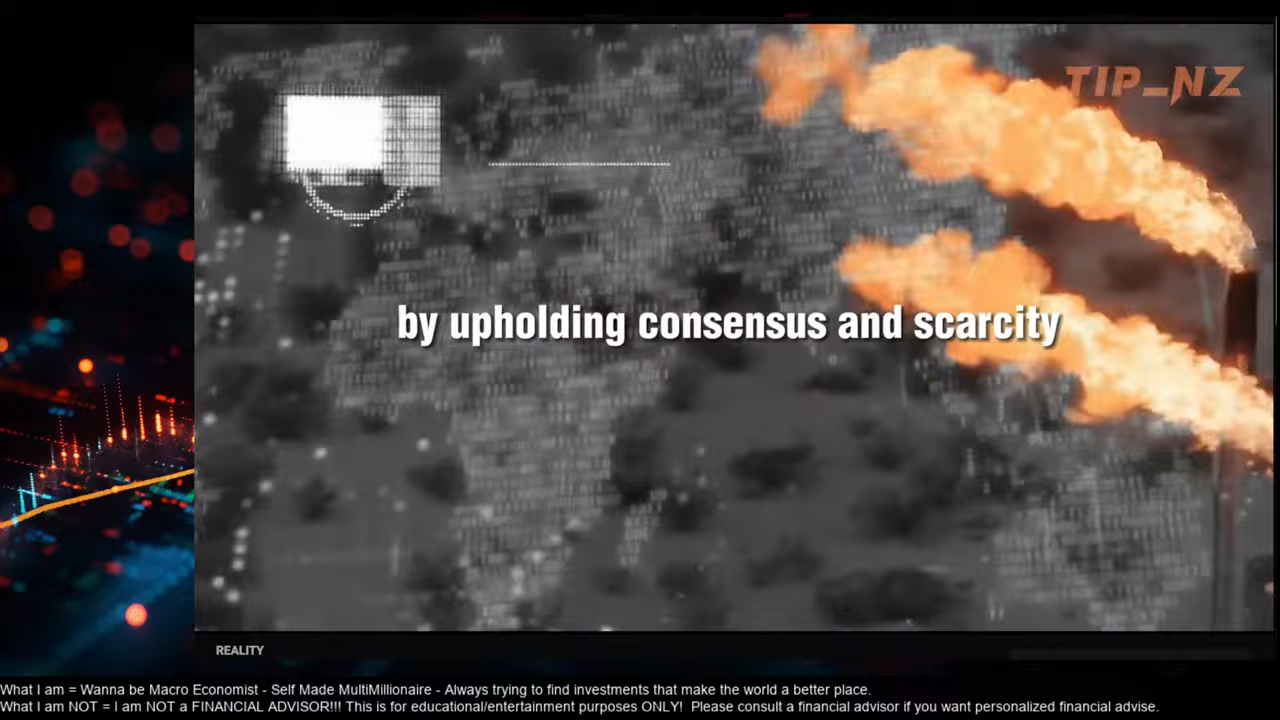 TIP_NZ
by upholding consensus and scarcity
REALITY
What I am = Wanna be Macro Economist - Self Made MultiMillionaire - Always trying to find investments that make the world a better place.
What I am NOT = I am NOT a FINANCIAL ADVISOR!!! This is for educational/entertainment purposes ONLY!  Please consult a financial advisor if you want personalized financial advise.